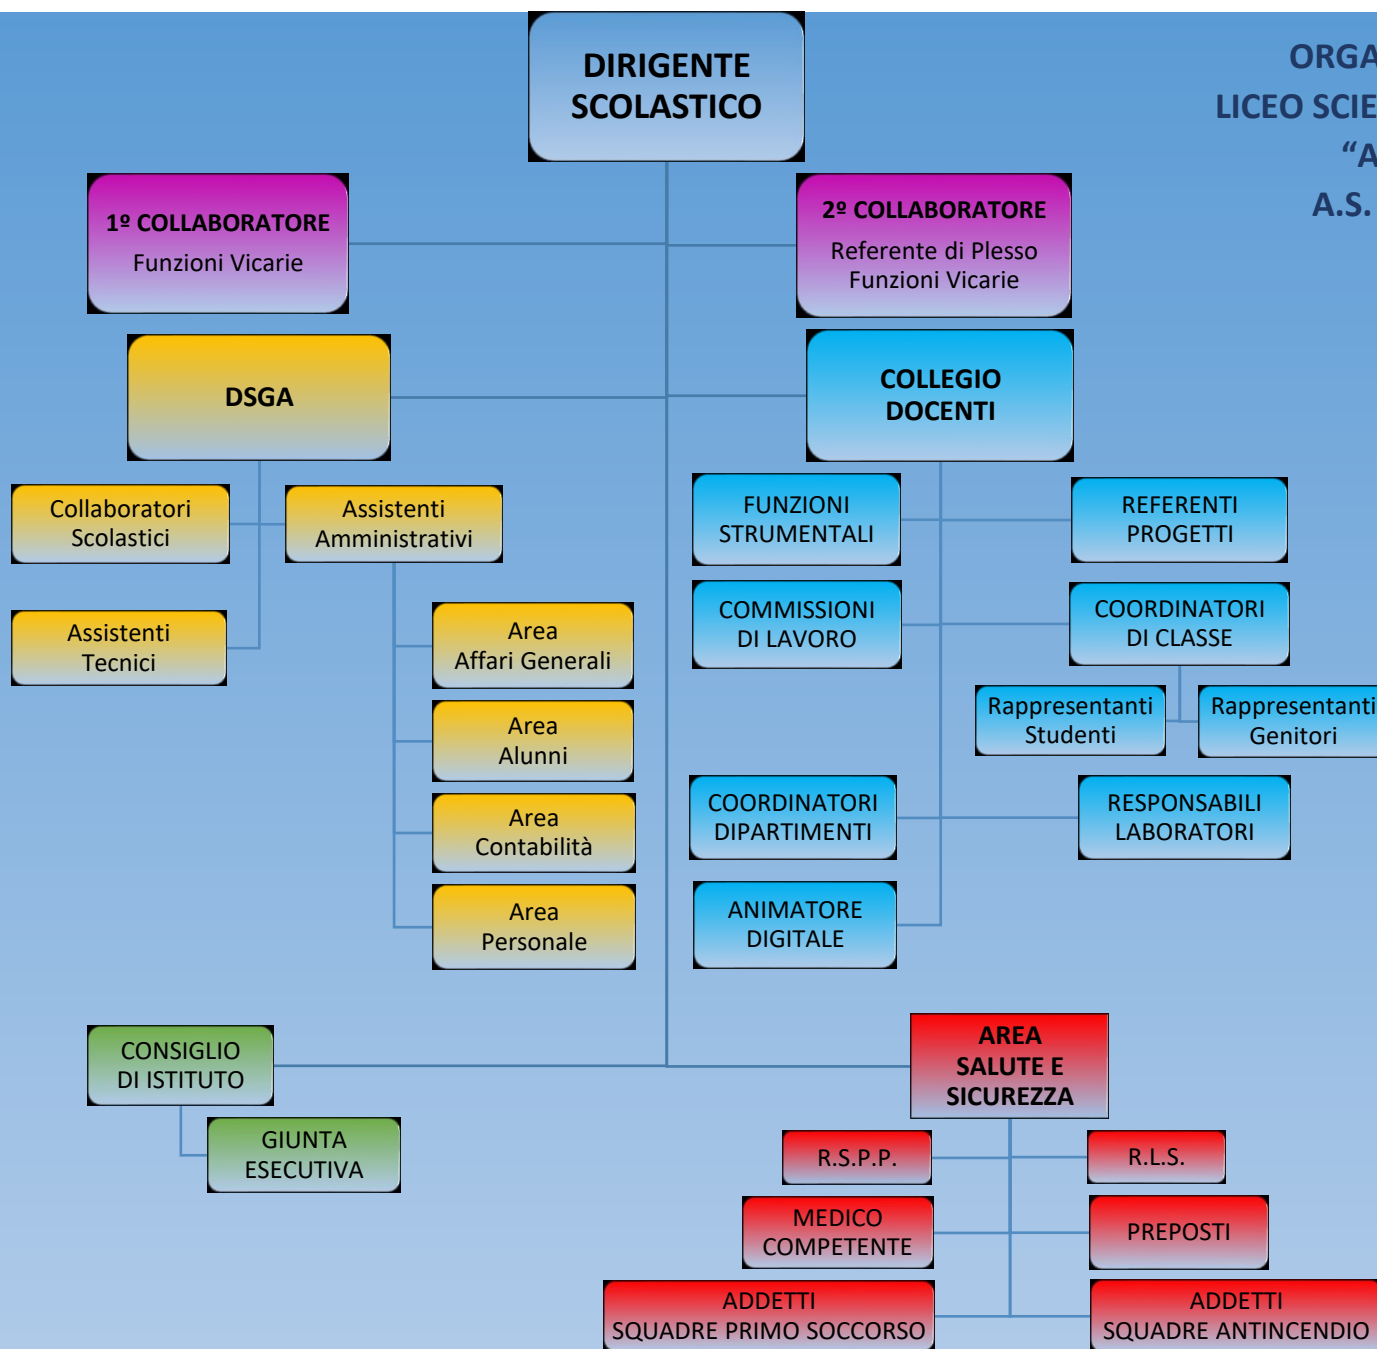 DIRIGENTE
SCOLASTICO
LICEO
A.S.
1º COLLABORATORE
Funzioni Vicarie
2º COLLABORATORE
Referente di Plesso
Funzioni Vicarie
DSGA
COLLEGIO
DOCENTI
Collaboratori
Scolastici
Assistenti
Amministrativi
Assistenti
Tecnici
Area
Affari Generali
Area
Alunni
Area
Contabilità
Area
Personale
FUNZIONI
STRUMENTALI
REFERENTI
PROGETTI
COMMISSIONI
DI LAVORO
COORDINATORI
DI CLASSE
Rappresentanti
Studenti
Rappresentanti
Genitori
COORDINATORI
DIPARTIMENTI
RESPONSABILI
LABORATORI
ANIMATORE
DIGITALE
CONSIGLIO
DI ISTITUTO
GIUNTA
ESECUTIVA
AREA
SALUTE E
SICUREZZA
R.S.P.P.
R.L.S.
MEDICO
COMPETENTE
PREPOSTI
ADDETTI
SQUADRE PRIMO SOCCORSO
ADDETTI
SQUADRE ANTINCENDIO